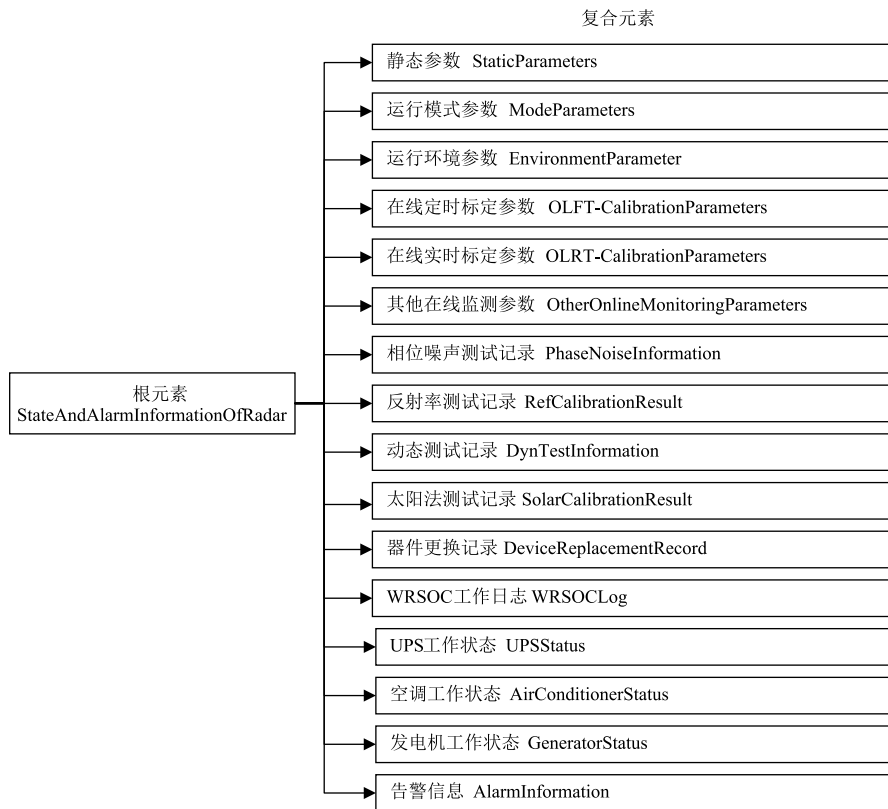 复合元素
静态参数 StaticParameters
运行模式参数 ModeParameters
运行环境参数 EnvironmentParameter
在线定时标定参数 OLFT-CalibrationParameters
在线实时标定参数 OLRT-CalibrationParameters
其他在线监测参数 OtherOnlineMonitoringParameters
相位噪声测试记录 PhaseNoiseInformation
根元素
StateAndAlarmInformationOfRadar
反射率测试记录 RefCalibrationResult
动态测试记录 DynTestInformation
太阳法测试记录 SolarCalibrationResult
器件更换记录 DeviceReplacementRecord
WRSOC工作日志 WRSOCLog
UPS工作状态 UPSStatus
空调工作状态 AirConditionerStatus
发电机工作状态 GeneratorStatus
告警信息 AlarmInformation